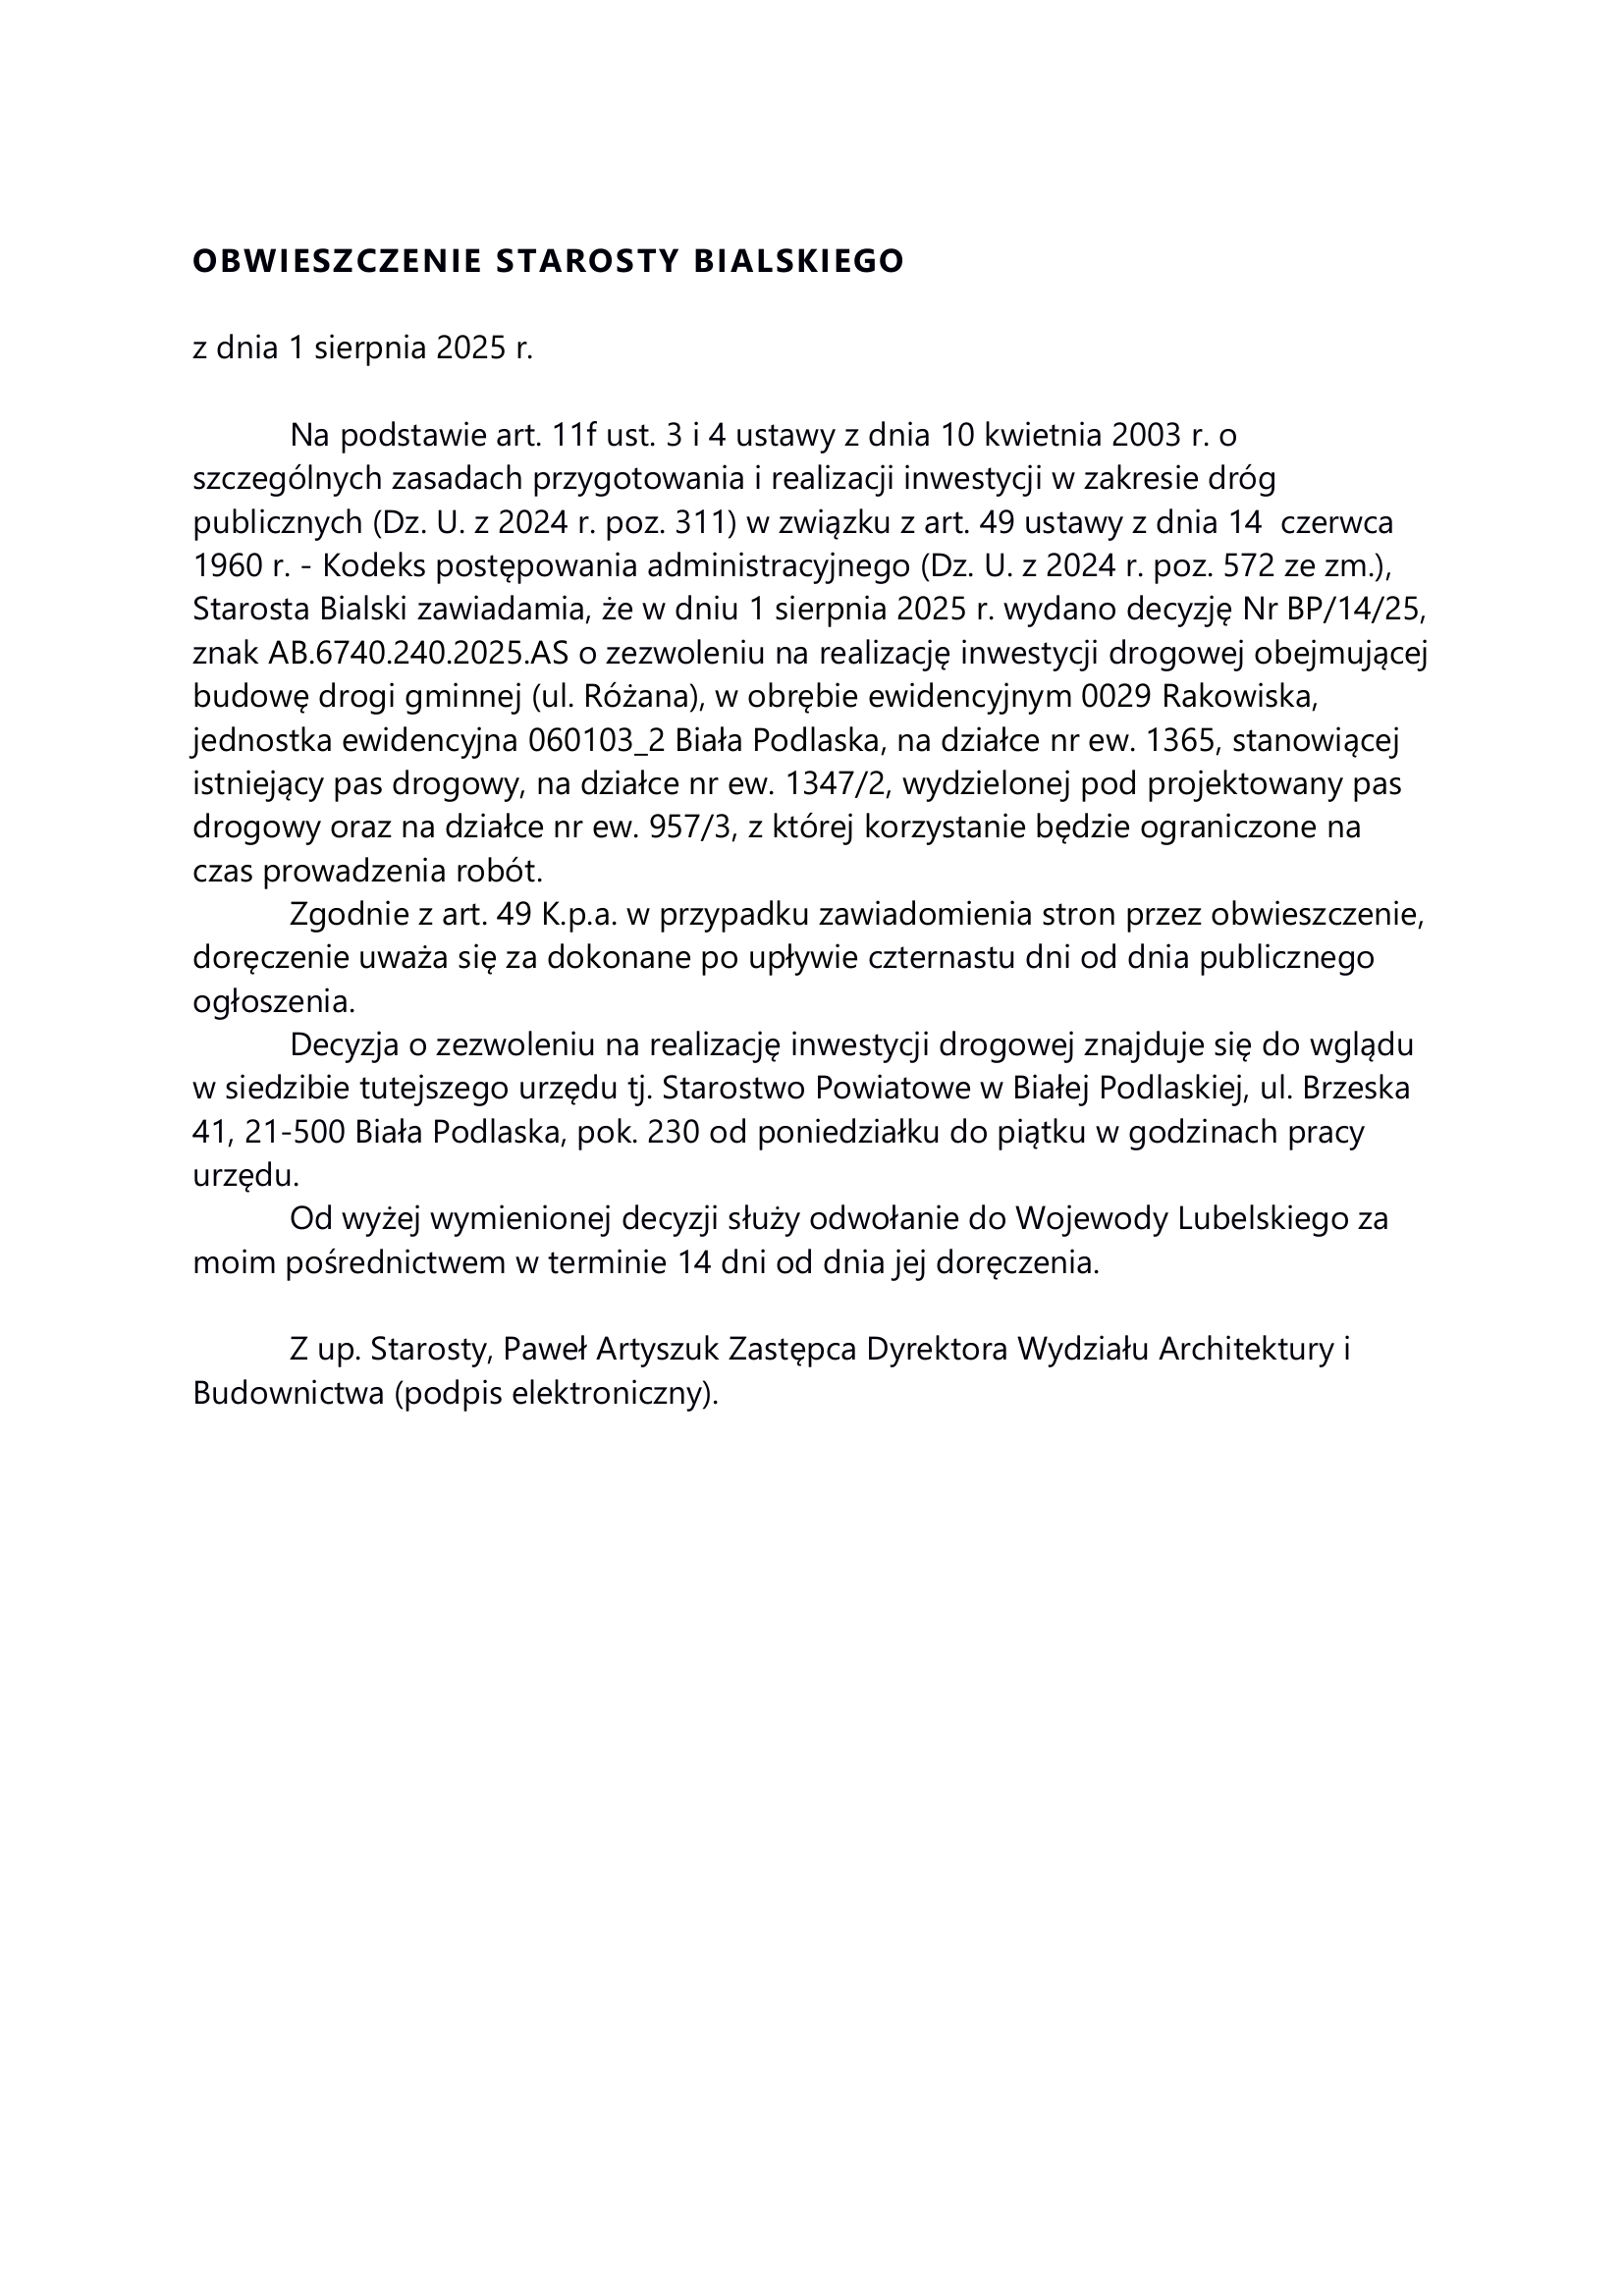 OBWIESZCZENIE STAROSTY BIALSKIEGO
z dnia 1 sierpnia 2025 r.
Na podstawie art. 11f ust. 3 i 4 ustawy z dnia 10 kwietnia 2003 r. o
szczególnych zasadach przygotowania i realizacji inwestycji w zakresie dróg
publicznych (Dz. U. z 2024 r. poz. 311) w związku z art. 49 ustawy z dnia 14  czerwca
1960 r. - Kodeks postępowania administracyjnego (Dz. U. z 2024 r. poz. 572 ze zm.),
Starosta Bialski zawiadamia, że w dniu 1 sierpnia 2025 r. wydano decyzję Nr BP/14/25,
znak AB.6740.240.2025.AS o zezwoleniu na realizację inwestycji drogowej obejmującej
budowę drogi gminnej (ul. Różana), w obrębie ewidencyjnym 0029 Rakowiska,
jednostka ewidencyjna 060103_2 Biała Podlaska, na działce nr ew. 1365, stanowiącej
istniejący pas drogowy, na działce nr ew. 1347/2, wydzielonej pod projektowany pas
drogowy oraz na działce nr ew. 957/3, z której korzystanie będzie ograniczone na
czas prowadzenia robót.
Zgodnie z art. 49 K.p.a. w przypadku zawiadomienia stron przez obwieszczenie,
doręczenie uważa się za dokonane po upływie czternastu dni od dnia publicznego
ogłoszenia.
Decyzja o zezwoleniu na realizację inwestycji drogowej znajduje się do wglądu
w siedzibie tutejszego urzędu tj. Starostwo Powiatowe w Białej Podlaskiej, ul. Brzeska
41, 21-500 Biała Podlaska, pok. 230 od poniedziałku do piątku w godzinach pracy
urzędu.
Od wyżej wymienionej decyzji służy odwołanie do Wojewody Lubelskiego za
moim pośrednictwem w terminie 14 dni od dnia jej doręczenia.
Z up. Starosty, Paweł Artyszuk Zastępca Dyrektora Wydziału Architektury i
Budownictwa (podpis elektroniczny).